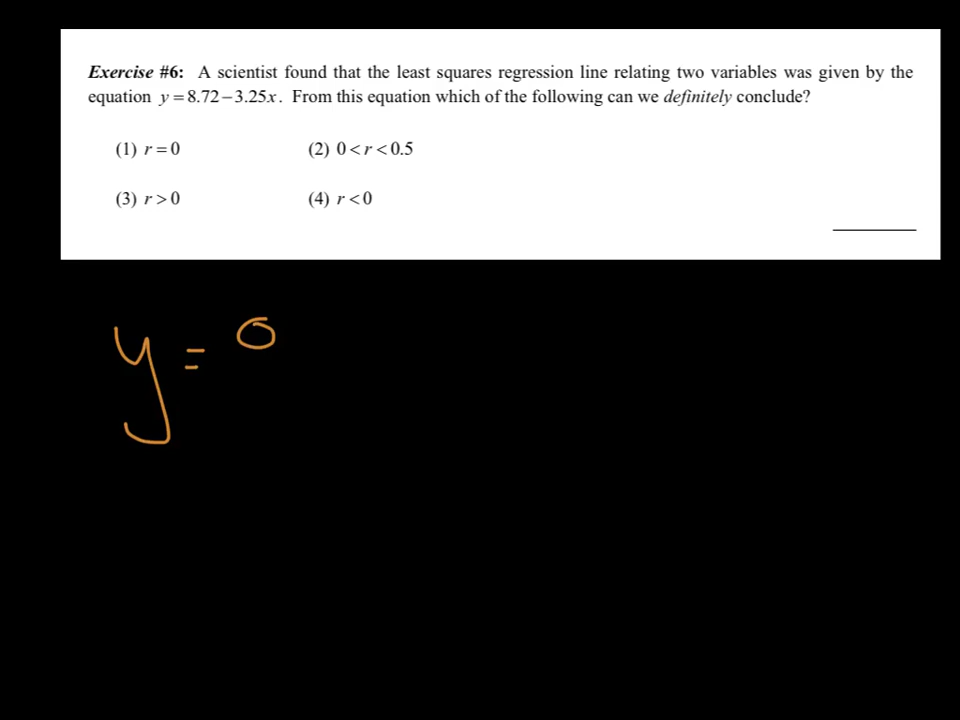 Exercise #6: A scientist found that the least squares regression line relating two variables was given by the
equation y = 8.72 – 3.25x. From this equation which of the following can we definitely conclude?
(1) r = 0 (2) 0 < r < 0.5
(3) r > 0 (4) r < 0
y = 0